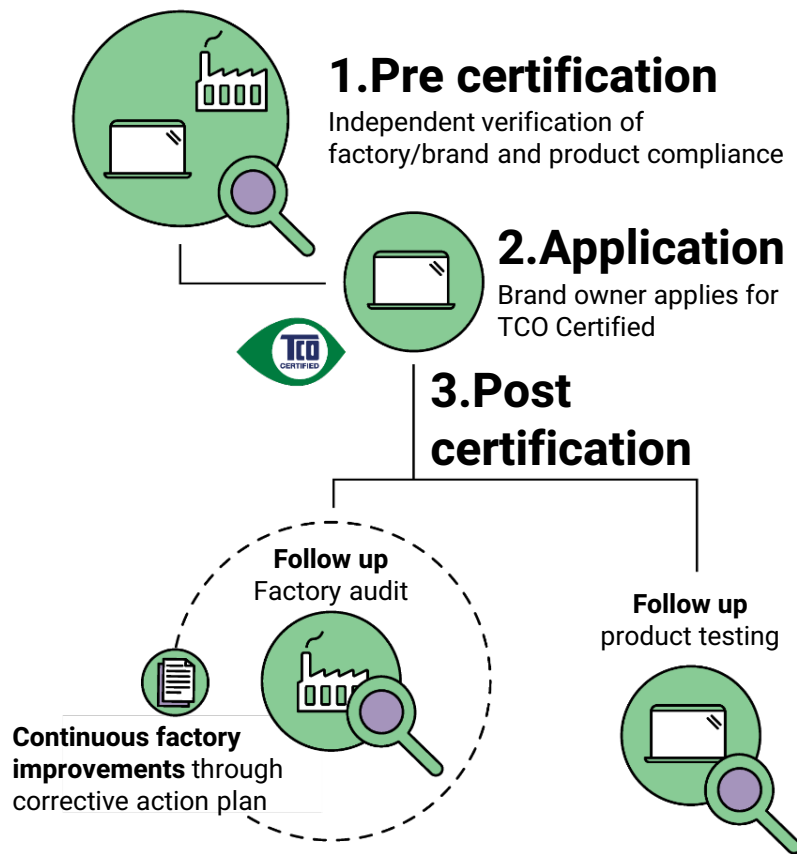 1.Pre certification
Independent verification of
factory/brand and product compliance
2.Application
Brand owner applies for
TCO Certified
TCO
CERTIFIED
3.Post
certification
Follow up
Factory audit
Follow up
product testing
Continuous factory
improvements through
corrective action plan